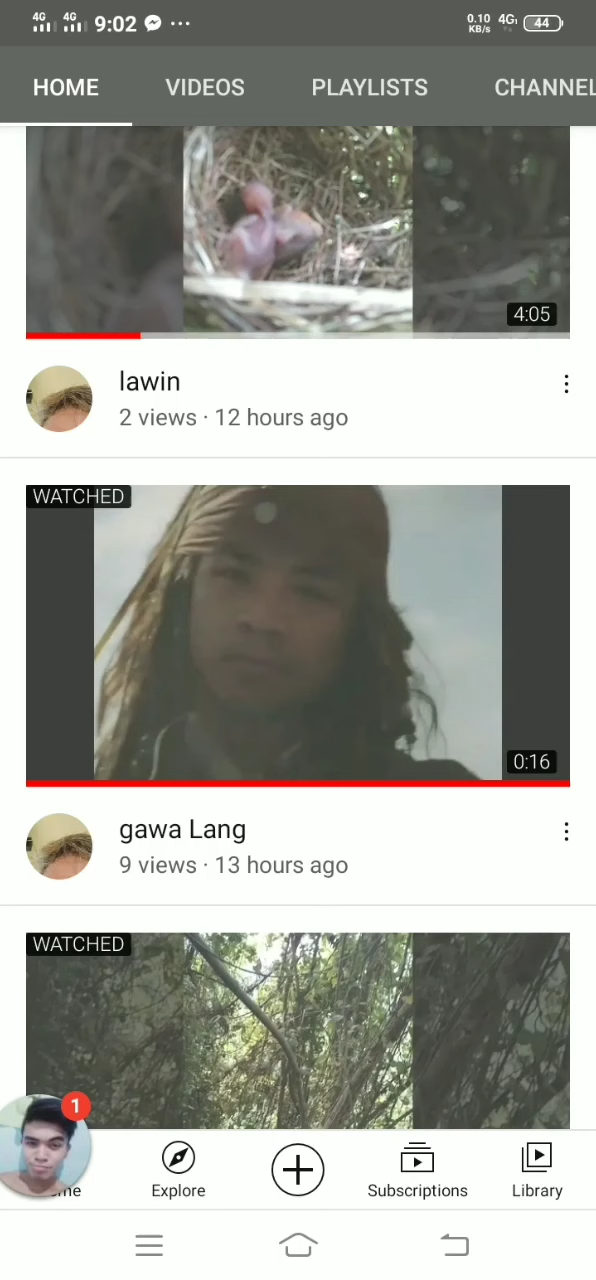 4G 4G 9:02 0.10 KB/s 4G 44
HOME VIDEOS PLAYLISTS CHANNEL
4:05
lawin
2 views · 12 hours ago
WATCHED
0:16
gawa Lang
9 views · 13 hours ago
WATCHED
1
me Explore Subscriptions Library